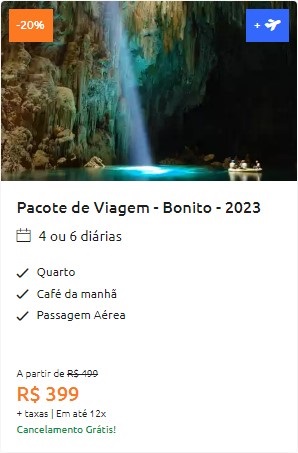 -20%
+
Pacote de Viagem - Bonito - 2023
4 ou 6 diárias
Quarto
Café da manhã
Passagem Aérea
A partir de R$ 499
R$ 399
+ taxas | Em até 12x
Cancelamento Grátis!